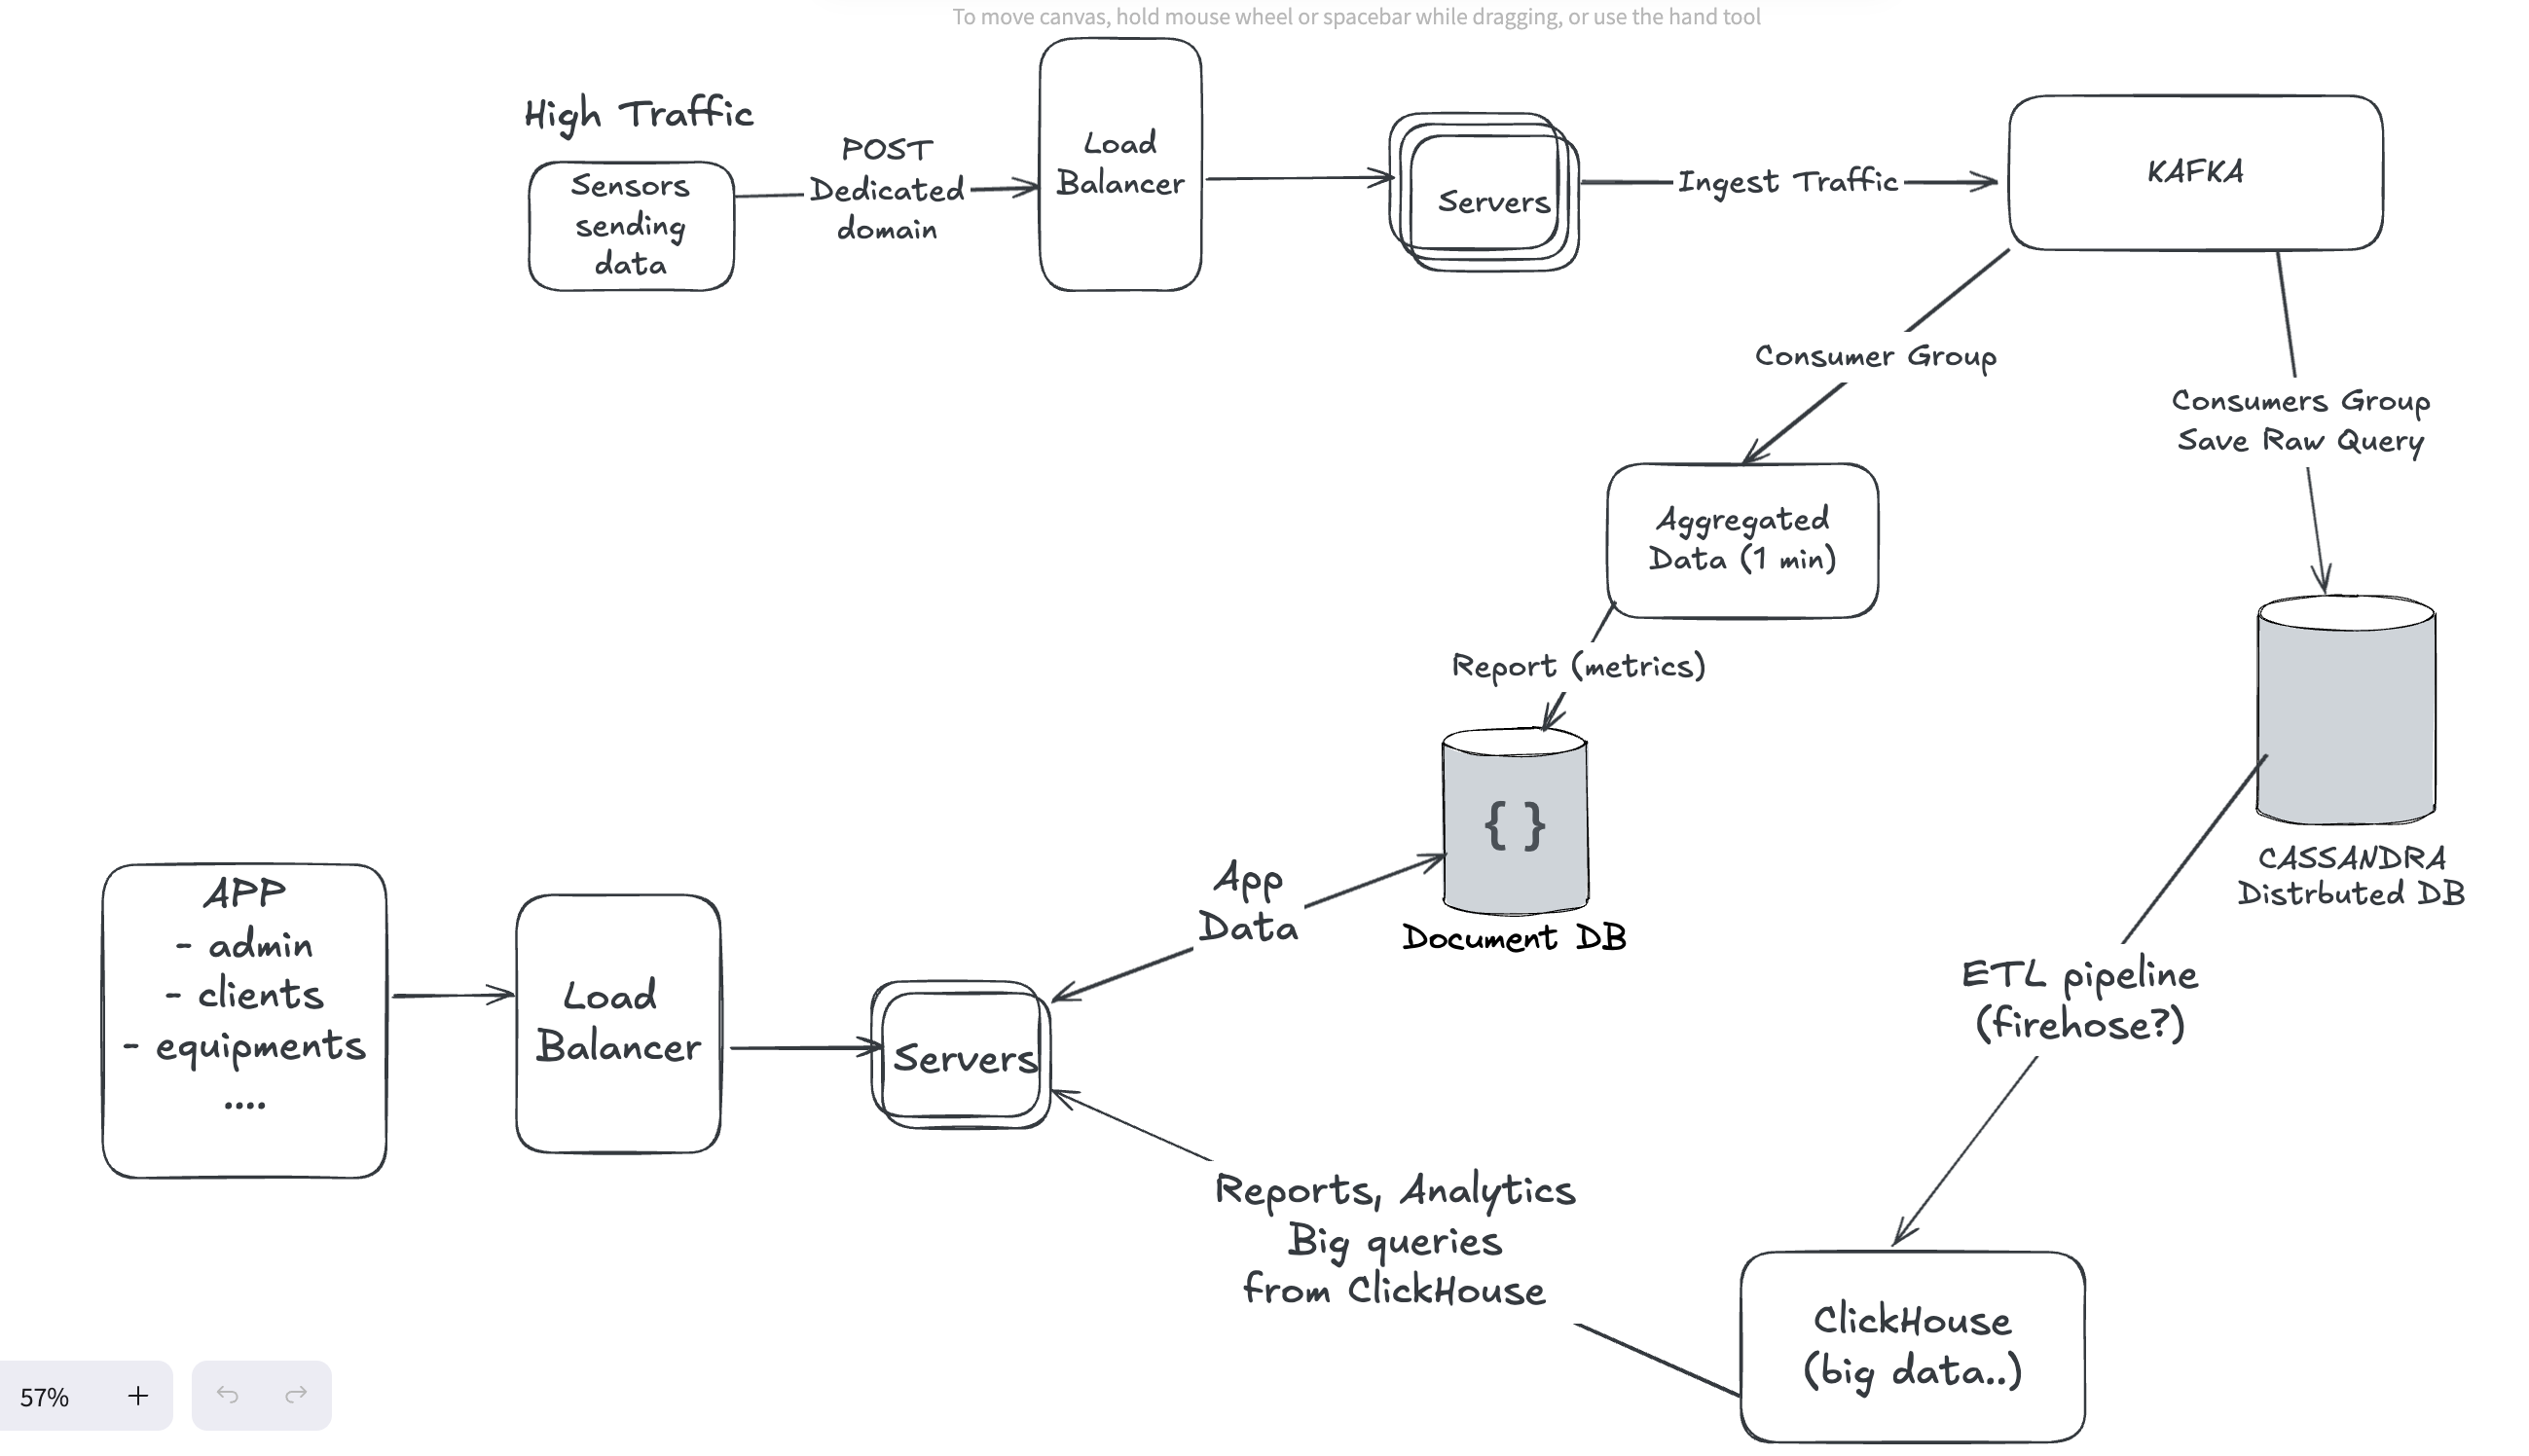 To move canvas, hold mouse wheel or spacebar while dragging, or use the hand tool
High Traffic
Sensors
sending
data
POST
Dedicated
domain
Load
Balancer
Servers
Ingest Traffic
KAFKA
Consumer Group
Consumers Group
Save Raw Query
Aggregated
Data (1 min)
Report (metrics)
{ }
Document DB
CASSANDRA
Distrbuted DB
APP
- admin
- clients
- equipments
....
Load
Balancer
Servers
App
Data
ETL pipeline
(firehose?)
Reports, Analytics
Big queries
from ClickHouse
ClickHouse
(big data..)
57% +